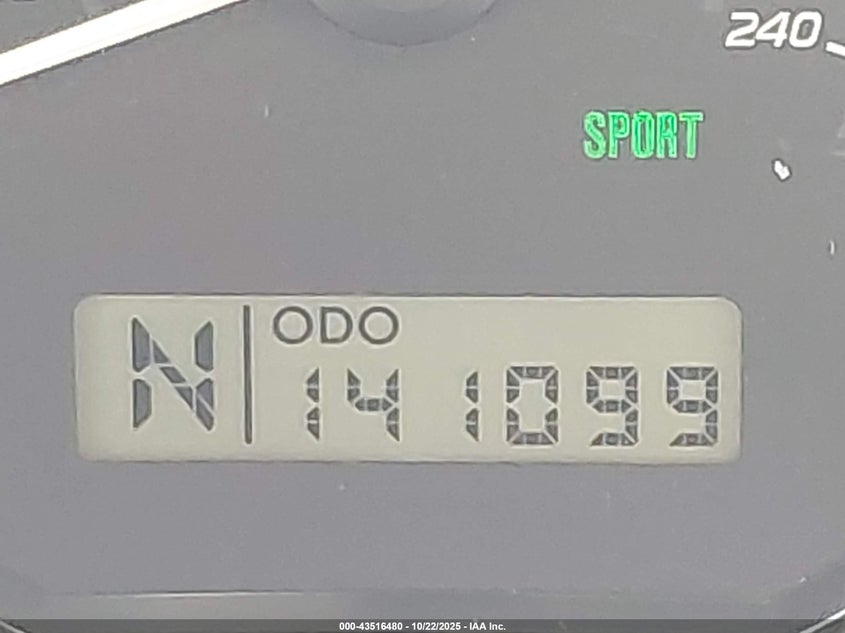 240
SPORT
N ODO
141099
000-43516480 - 10/22/2025 - IAA Inc.